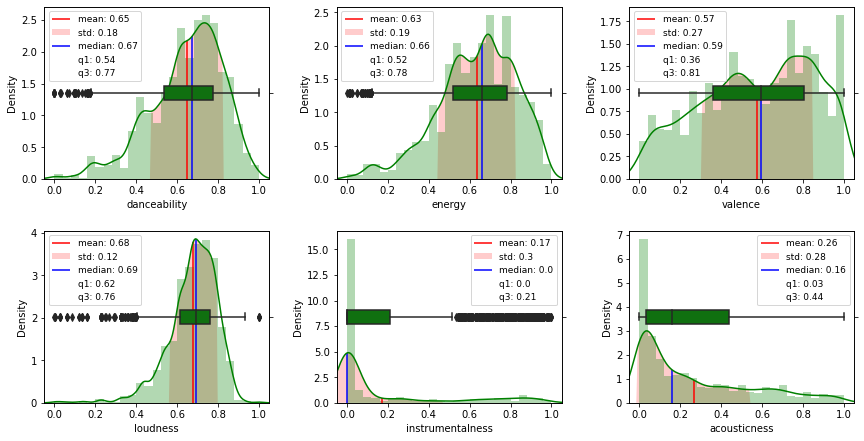 mean: 0.65
std: 0.18
median: 0.67
q1: 0.54
q3: 0.77
Density
2.5
2.0
1.5
1.0
0.5
0.0
0.0 0.2 0.4 0.6 0.8 1.0
danceability
mean: 0.63
std: 0.19
median: 0.66
q1: 0.52
q3: 0.78
Density
2.5
2.0
1.5
1.0
0.5
0.0
0.0 0.2 0.4 0.6 0.8 1.0
energy
mean: 0.57
std: 0.27
median: 0.59
q1: 0.36
q3: 0.81
Density
1.75
1.50
1.25
1.00
0.75
0.50
0.25
0.00
0.0 0.2 0.4 0.6 0.8 1.0
valence
mean: 0.68
std: 0.12
median: 0.69
q1: 0.62
q3: 0.76
Density
4
3
2
1
0
0.0 0.2 0.4 0.6 0.8 1.0
loudness
mean: 0.17
std: 0.3
median: 0.0
q1: 0.0
q3: 0.21
Density
15.0
12.5
10.0
7.5
5.0
2.5
0.0
0.0 0.2 0.4 0.6 0.8 1.0
instrumentalness
mean: 0.26
std: 0.28
median: 0.16
q1: 0.03
q3: 0.44
Density
7
6
5
4
3
2
1
0
0.0 0.2 0.4 0.6 0.8 1.0
acousticness